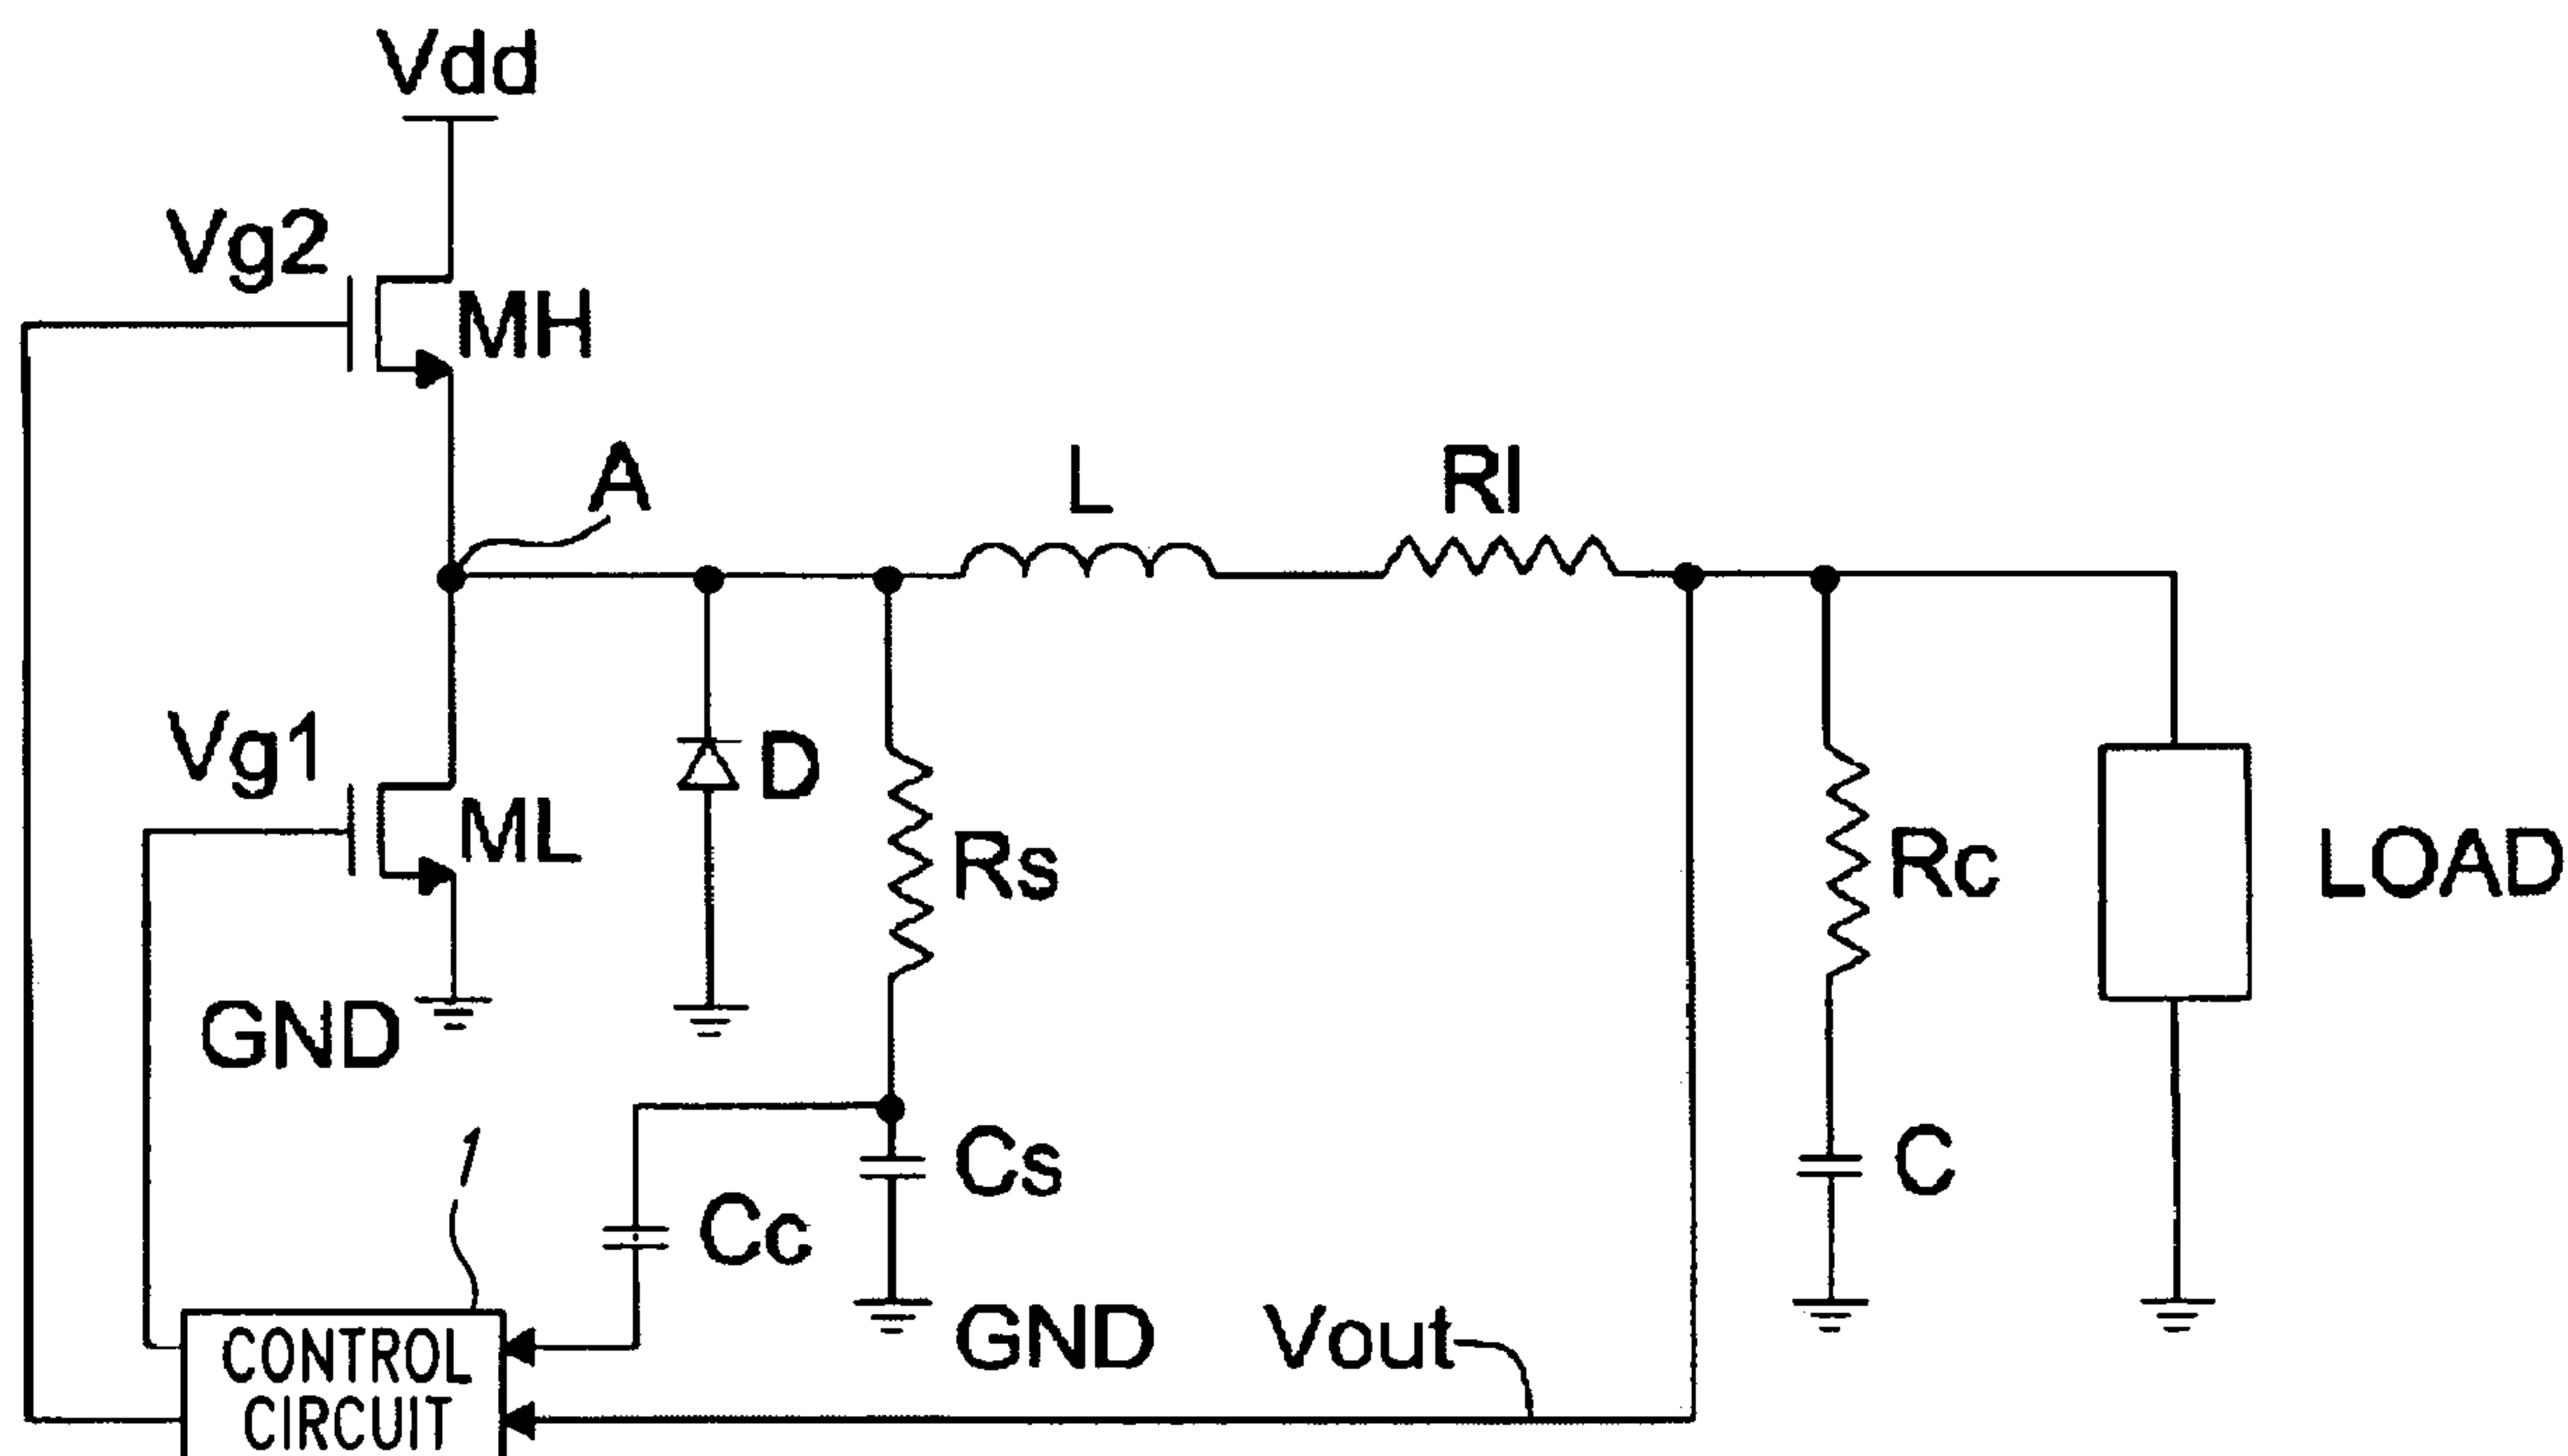 Vdd
Vg2
MH
A
L
Rl
Vg1
ML
D
Rs
Rc
LOAD
GND
1
Cs
C
Cc
GND
Vout
CONTROL
CIRCUIT